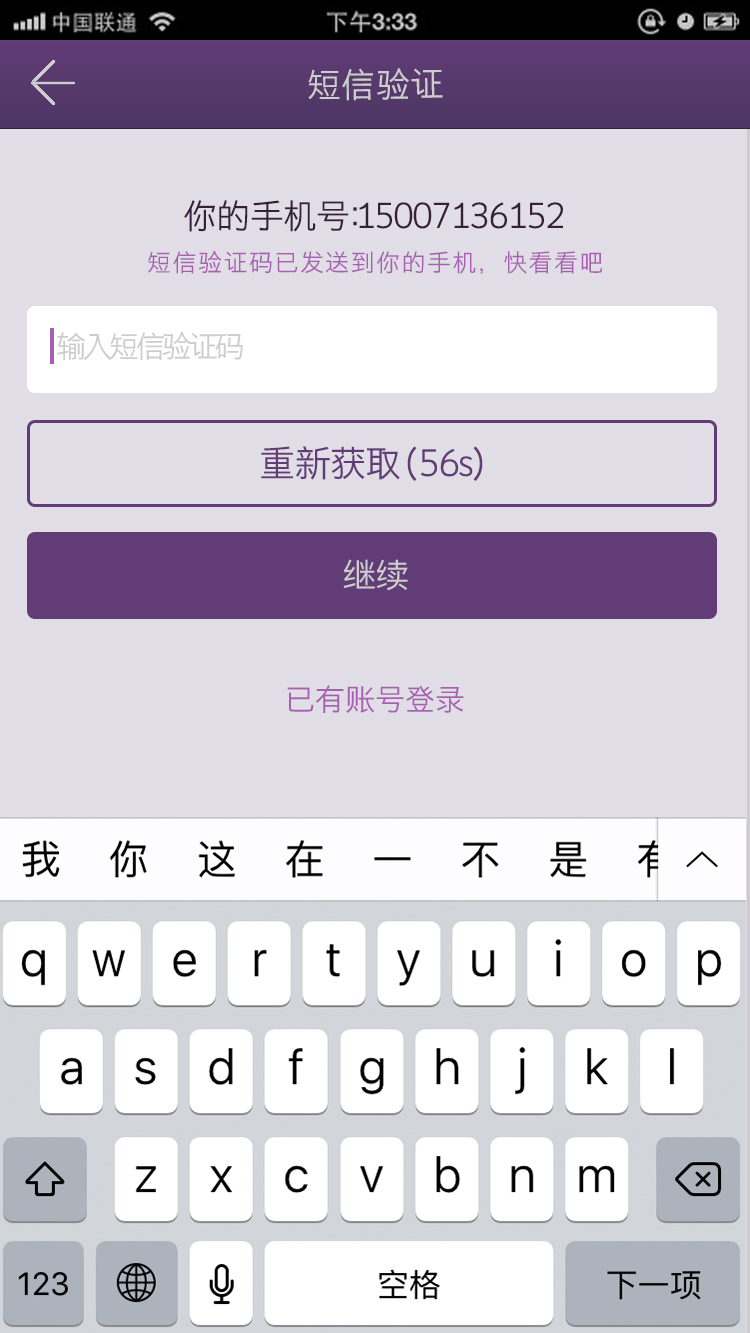 中国联通 下午3:33
短信验证
你的手机号:15007136152
短信验证码已发送到你的手机，快看看吧
输入短信验证码
重新获取(56s)
继续
已有账号登录
我 你 这 在 一 不 是 有
q w e r t y u i o p
a s d f g h j k l
z x c v b n m
123 空格 下一项